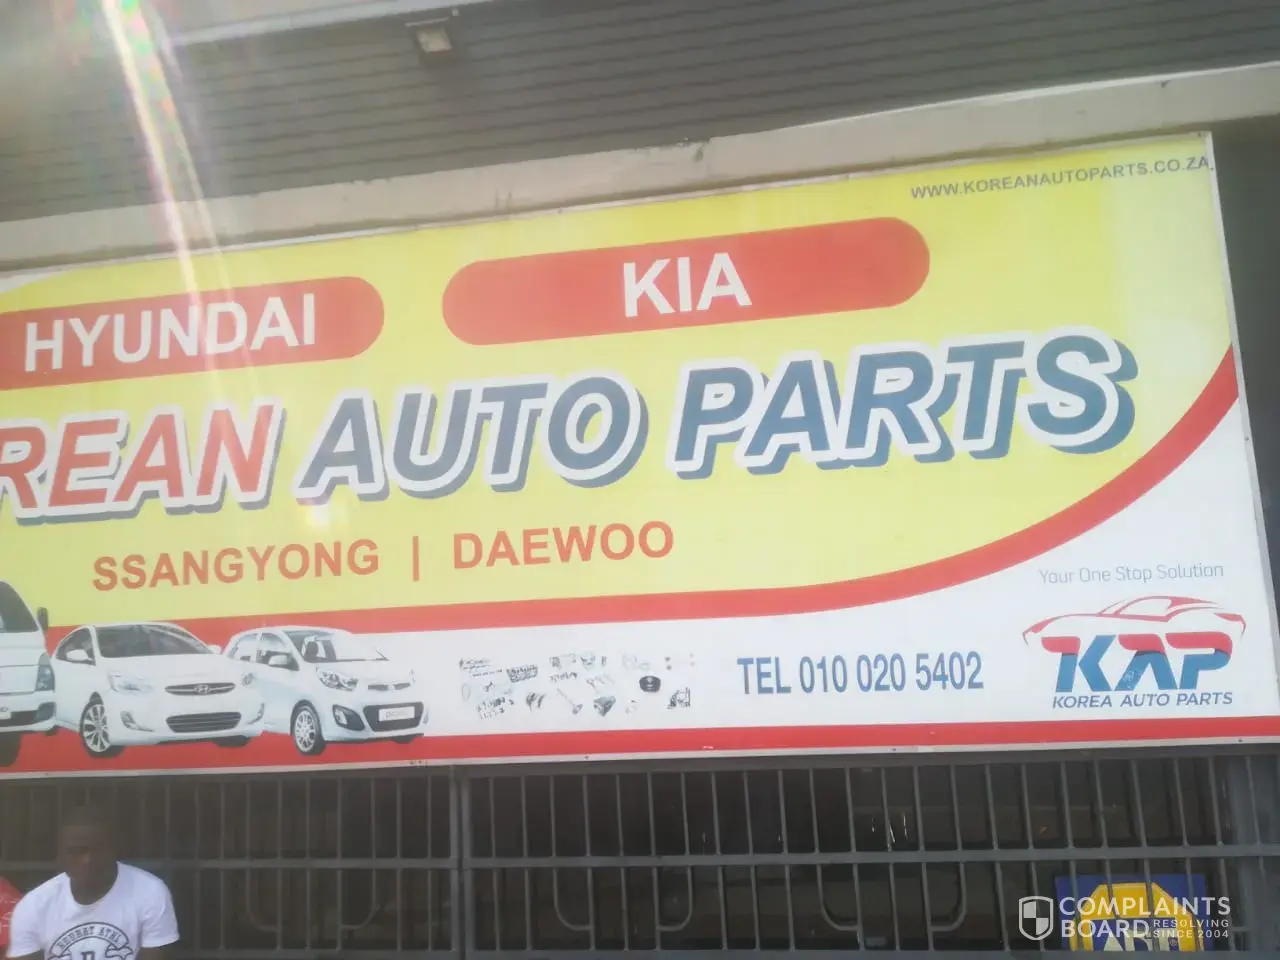 WWW.KOREANAUTOPARTS.CO.ZA
HYUNDAI
KIA
REAN AUTO PARTS
SSANGYONG | DAEWOO
Your One Stop Solution
KAP
KOREA AUTO PARTS
TEL 010 020 5402
COMPLAINTS
BOARD
RESOLVING
SINCE 2004